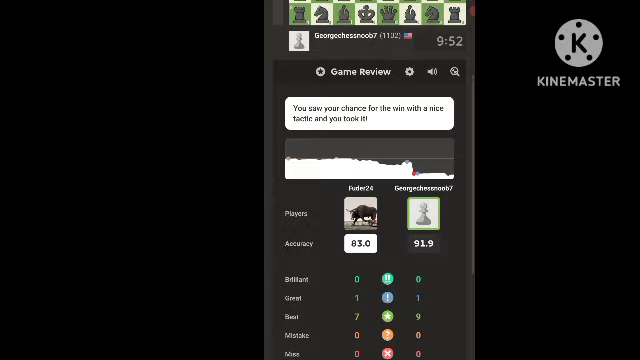 Georgechessnoob7 (1102)
9:52
Game Review
K
KINEMASTER
You saw your chance for the win with a nice
tactic and you took it!
Fuder24 Georgechessnoob7
Players
Accuracy 83.0 91.9
Brilliant 0 !! 0
Great 1 ! 1
Best 7 9
Mistake 0 ? 0
Miss 0 0